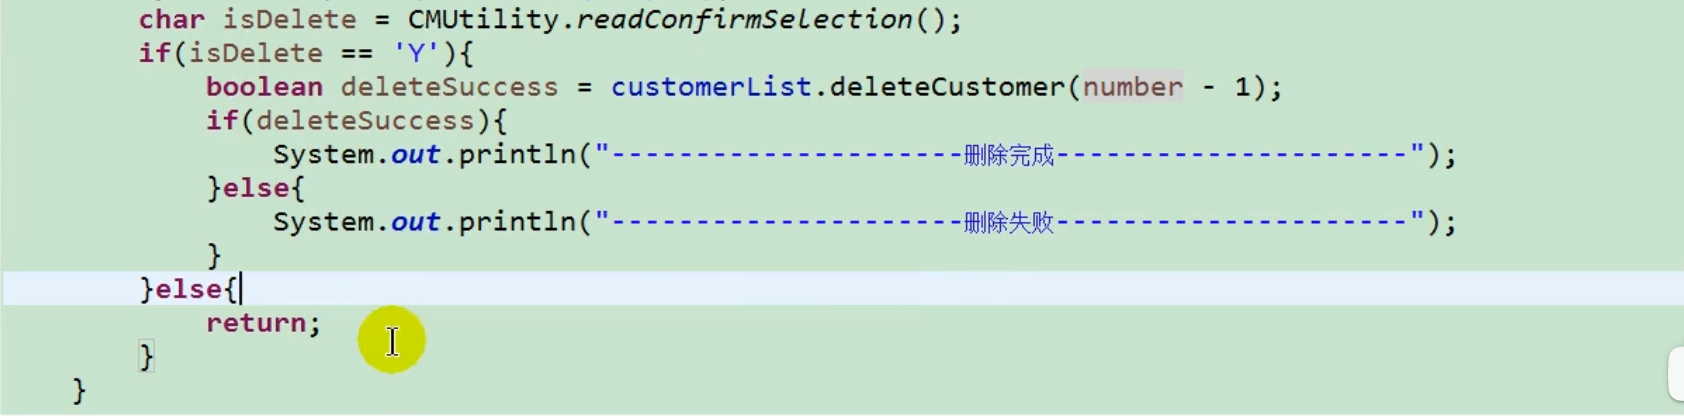 char isDelete = CMUtility.readConfirmSelection();
if(isDelete == 'Y'){
boolean deleteSuccess = customerList.deleteCustomer(number - 1);
if(deleteSuccess){
System.out.println("---------------------删除完成---------------------");
}else{
System.out.println("---------------------删除失败---------------------");
}
}else{
return;
}
}